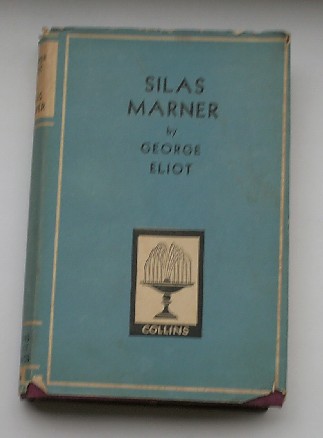 SILAS
MARNER
by
GEORGE
ELIOT
COLLINS